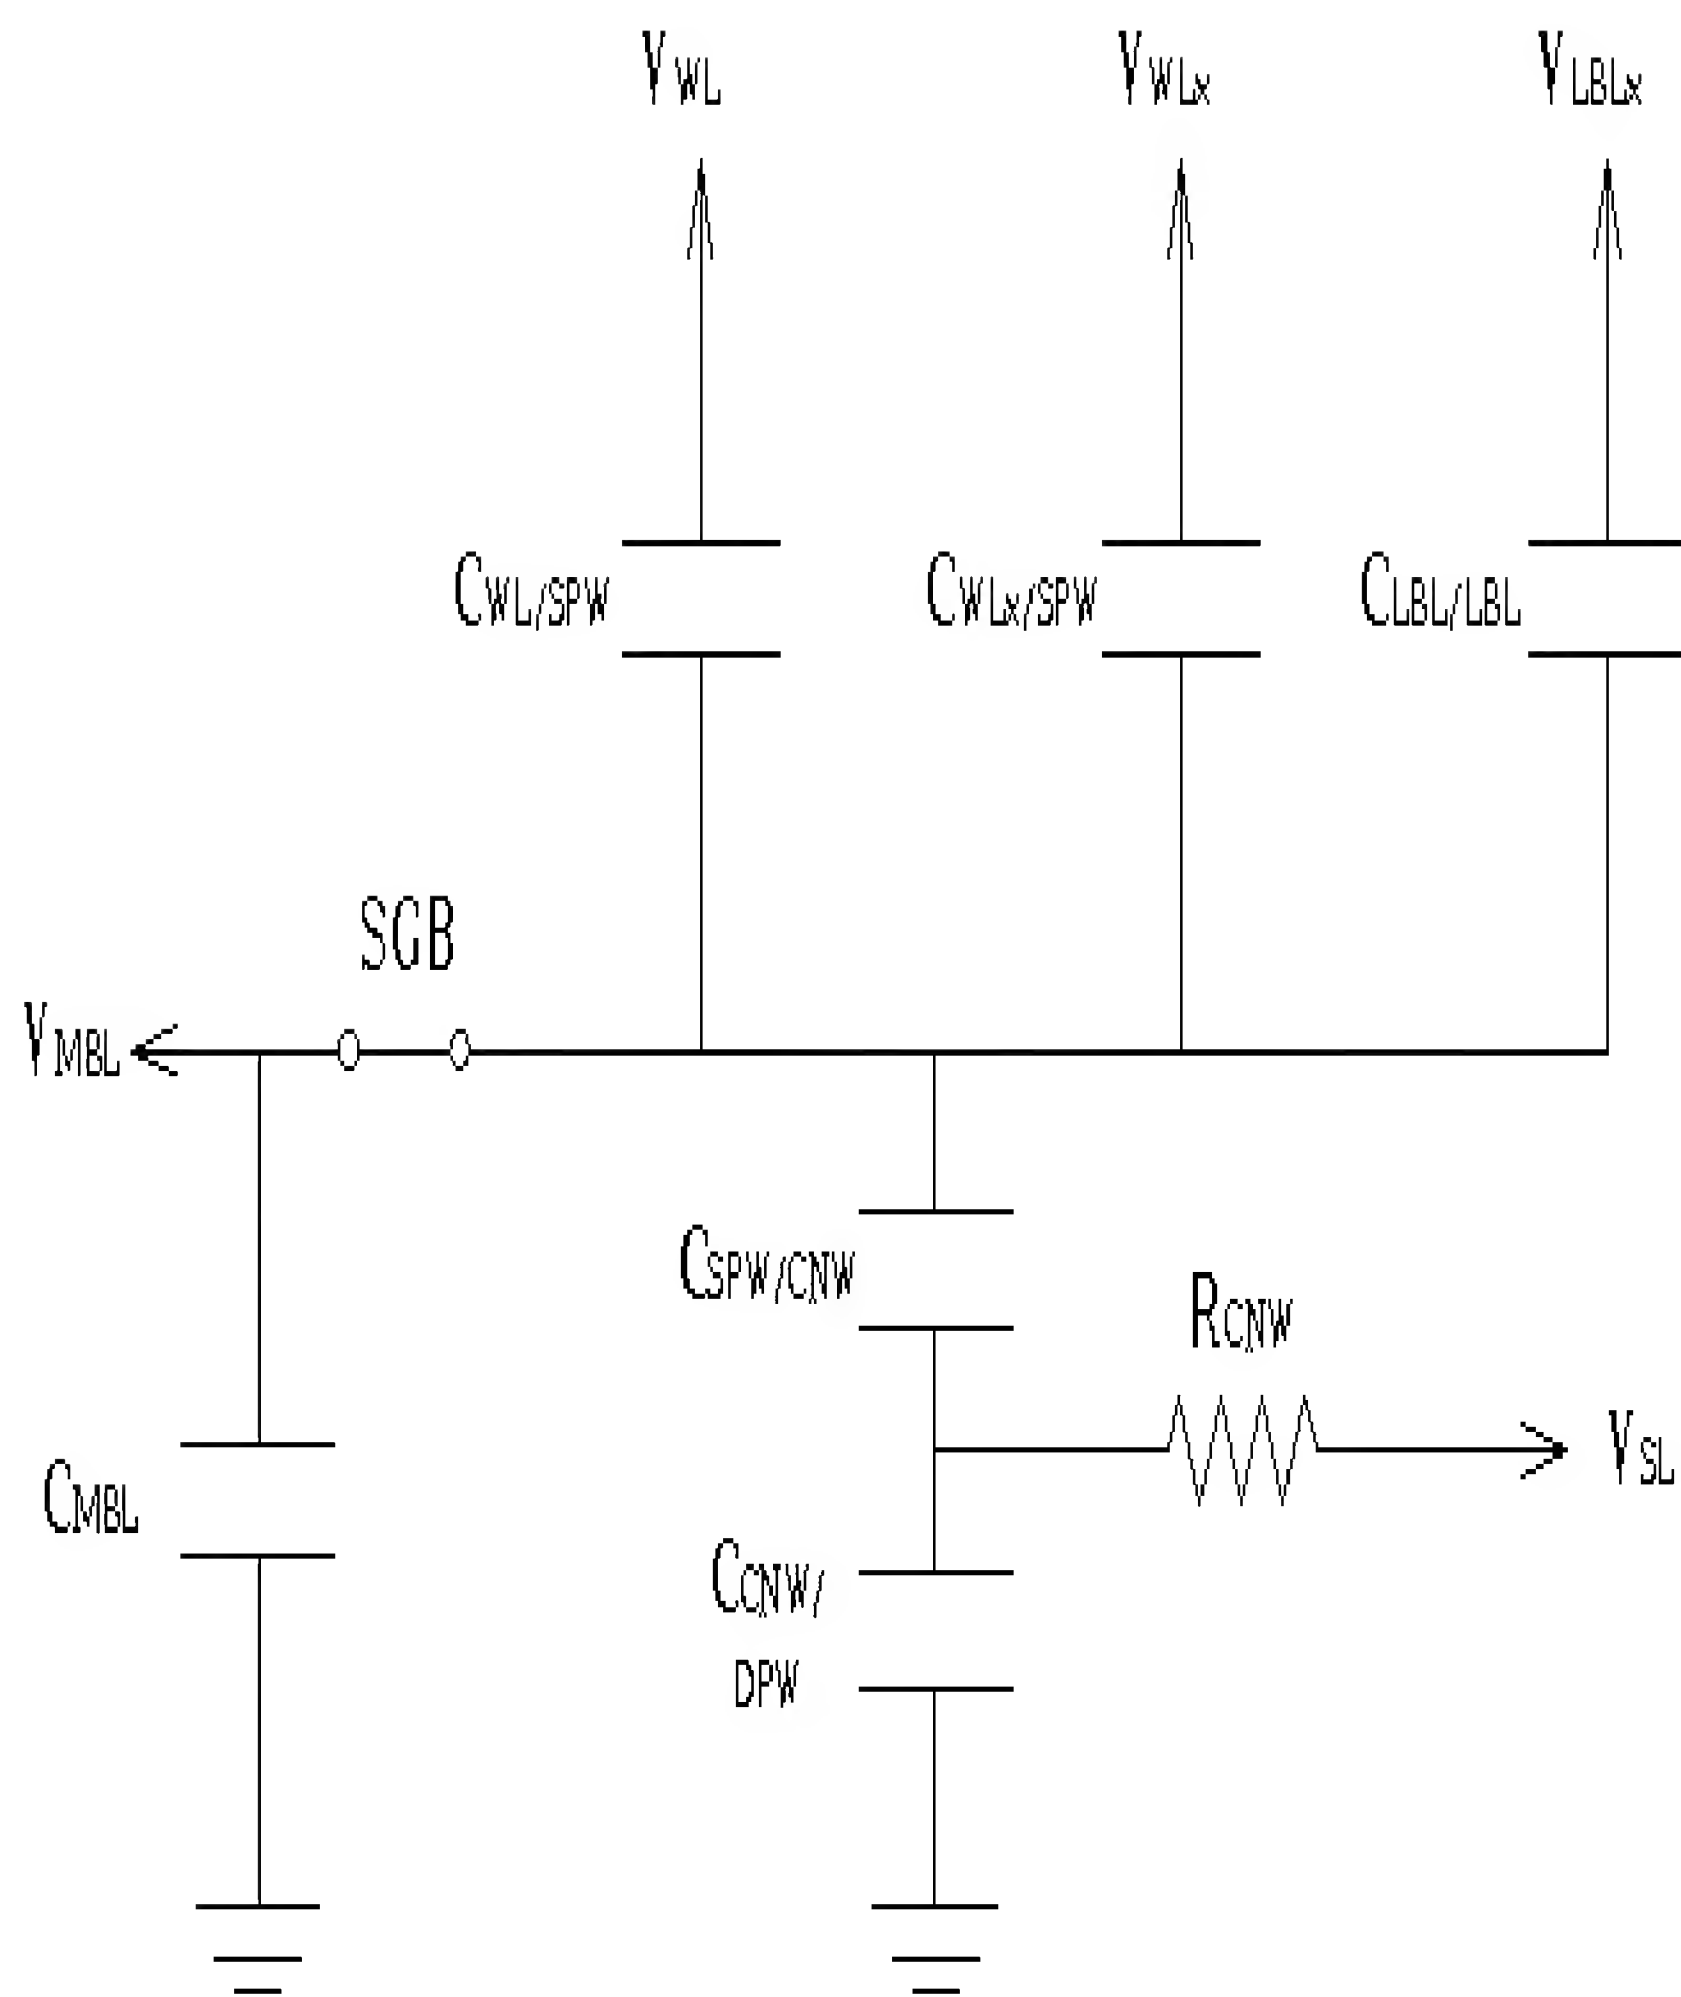 VWL
VWLx
VLBLx
CWL/SPW
CWLx/SPW
CLBL/LBL
SGB
VMBL
CSPW/CNW
RCNW
VSL
CMBL
CCNW/
DPW